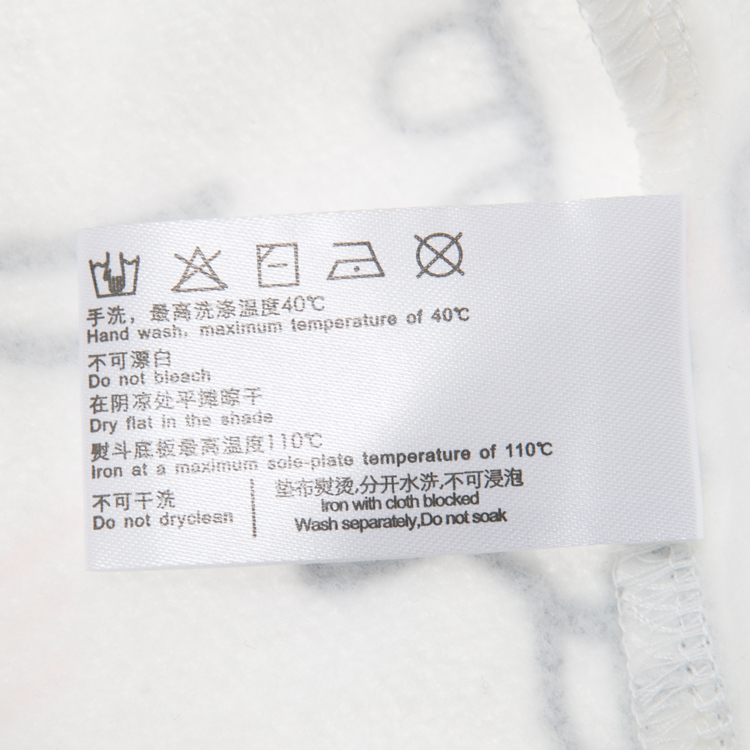 手洗，最高洗涤温度40℃
Hand wash, maximum temperature of 40℃
不可漂白
Do not bleach
在阴凉处平摊晾干
Dry flat in the shade
熨斗底板最高温度110℃
Iron at a maximum sole-plate temperature of 110℃
不可干洗
Do not dryclean
垫布熨烫,分开水洗,不可浸泡
Iron with cloth blocked
Wash separately,Do not soak